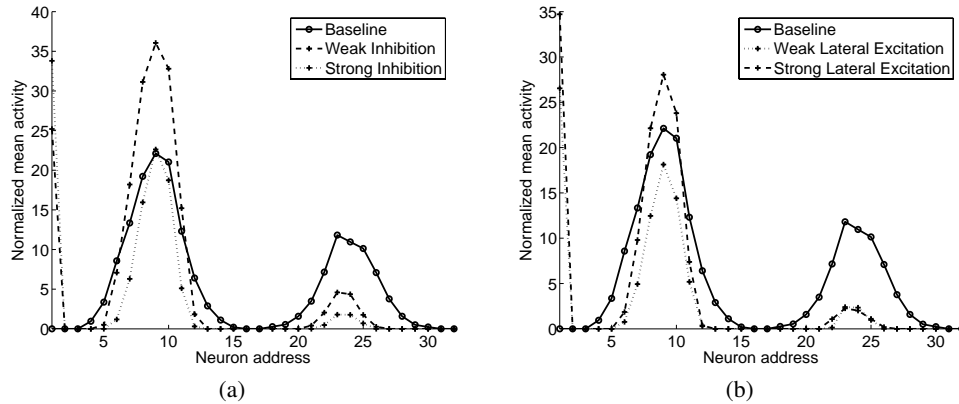 40
35
30
25
20
15
10
5
0
Normalized mean activity
5 10 15 20 25 30
Neuron address
Baseline
Weak Inhibition
Strong Inhibition
(a)
35
30
25
20
15
10
5
0
Normalized mean activity
5 10 15 20 25 30
Neuron address
Baseline
Weak Lateral Excitation
Strong Lateral Excitation
(b)